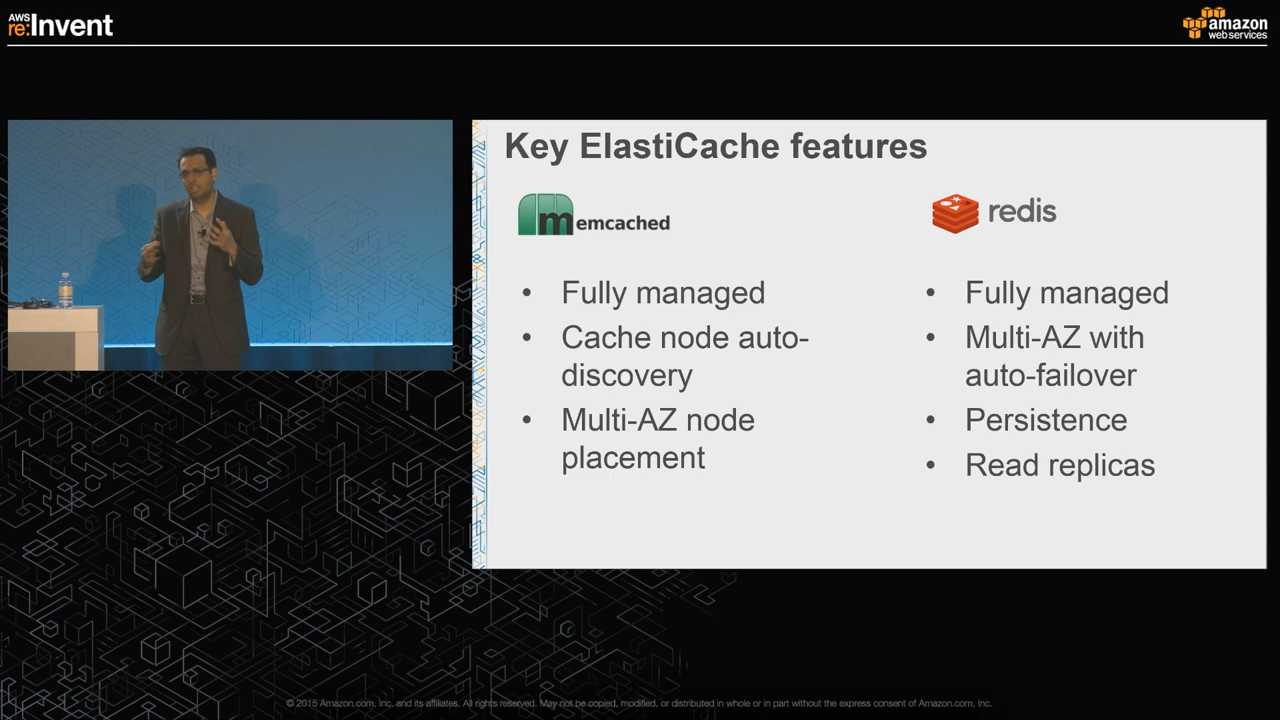 AWS
re:Invent
amazon
web services
Key ElastiCache features
memcached
redis
• Fully managed
• Cache node auto-
discovery
• Multi-AZ node
placement
• Fully managed
• Multi-AZ with
auto-failover
• Persistence
• Read replicas
© 2015 Amazon.com, Inc. and its affiliates. All rights reserved. May not be copied, modified, or distributed in whole or in part without the express consent of Amazon.com, Inc.